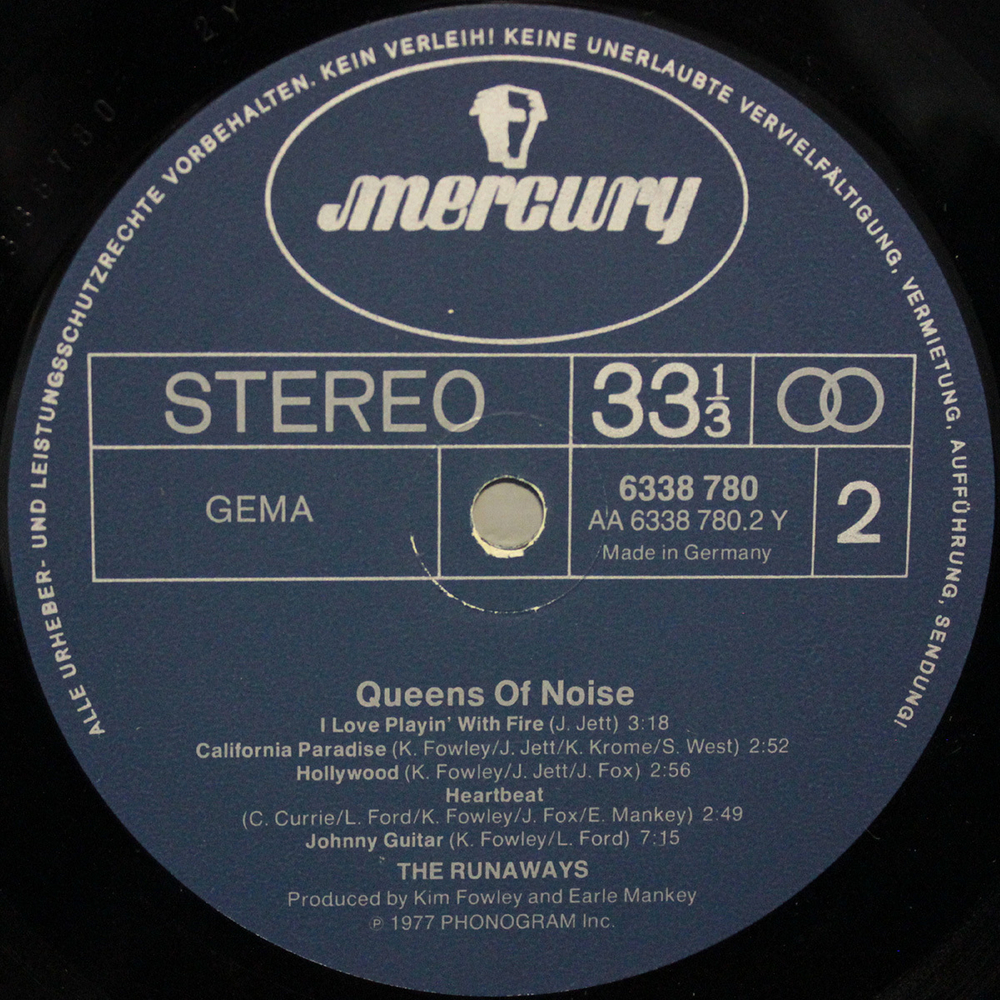 ALLE URHEBER- UND LEISTUNGSSCHUTZRECHTE VORBEHALTEN. KEIN VERLEIH! KEINE UNERLAUBTE VERVIELFÄLTIGUNG, VERMIETUNG, AUFFÜHRUNG, SENDUNG!
mercury
STEREO 33 1/3
GEMA
6338 780
AA 6338 780.2 Y
Made in Germany
2
Queens Of Noise
I Love Playin' With Fire (J. Jett) 3:18
California Paradise (K. Fowley/J. Jett/K. Krome/S. West) 2:52
Hollywood (K. Fowley/J. Jett/J. Fox) 2:56
Heartbeat
(C. Currie/L. Ford/K. Fowley/J. Fox/E. Mankey) 2:49
Johnny Guitar (K. Fowley/L. Ford) 7:15
THE RUNAWAYS
Produced by Kim Fowley and Earle Mankey
℗ 1977 PHONOGRAM Inc.